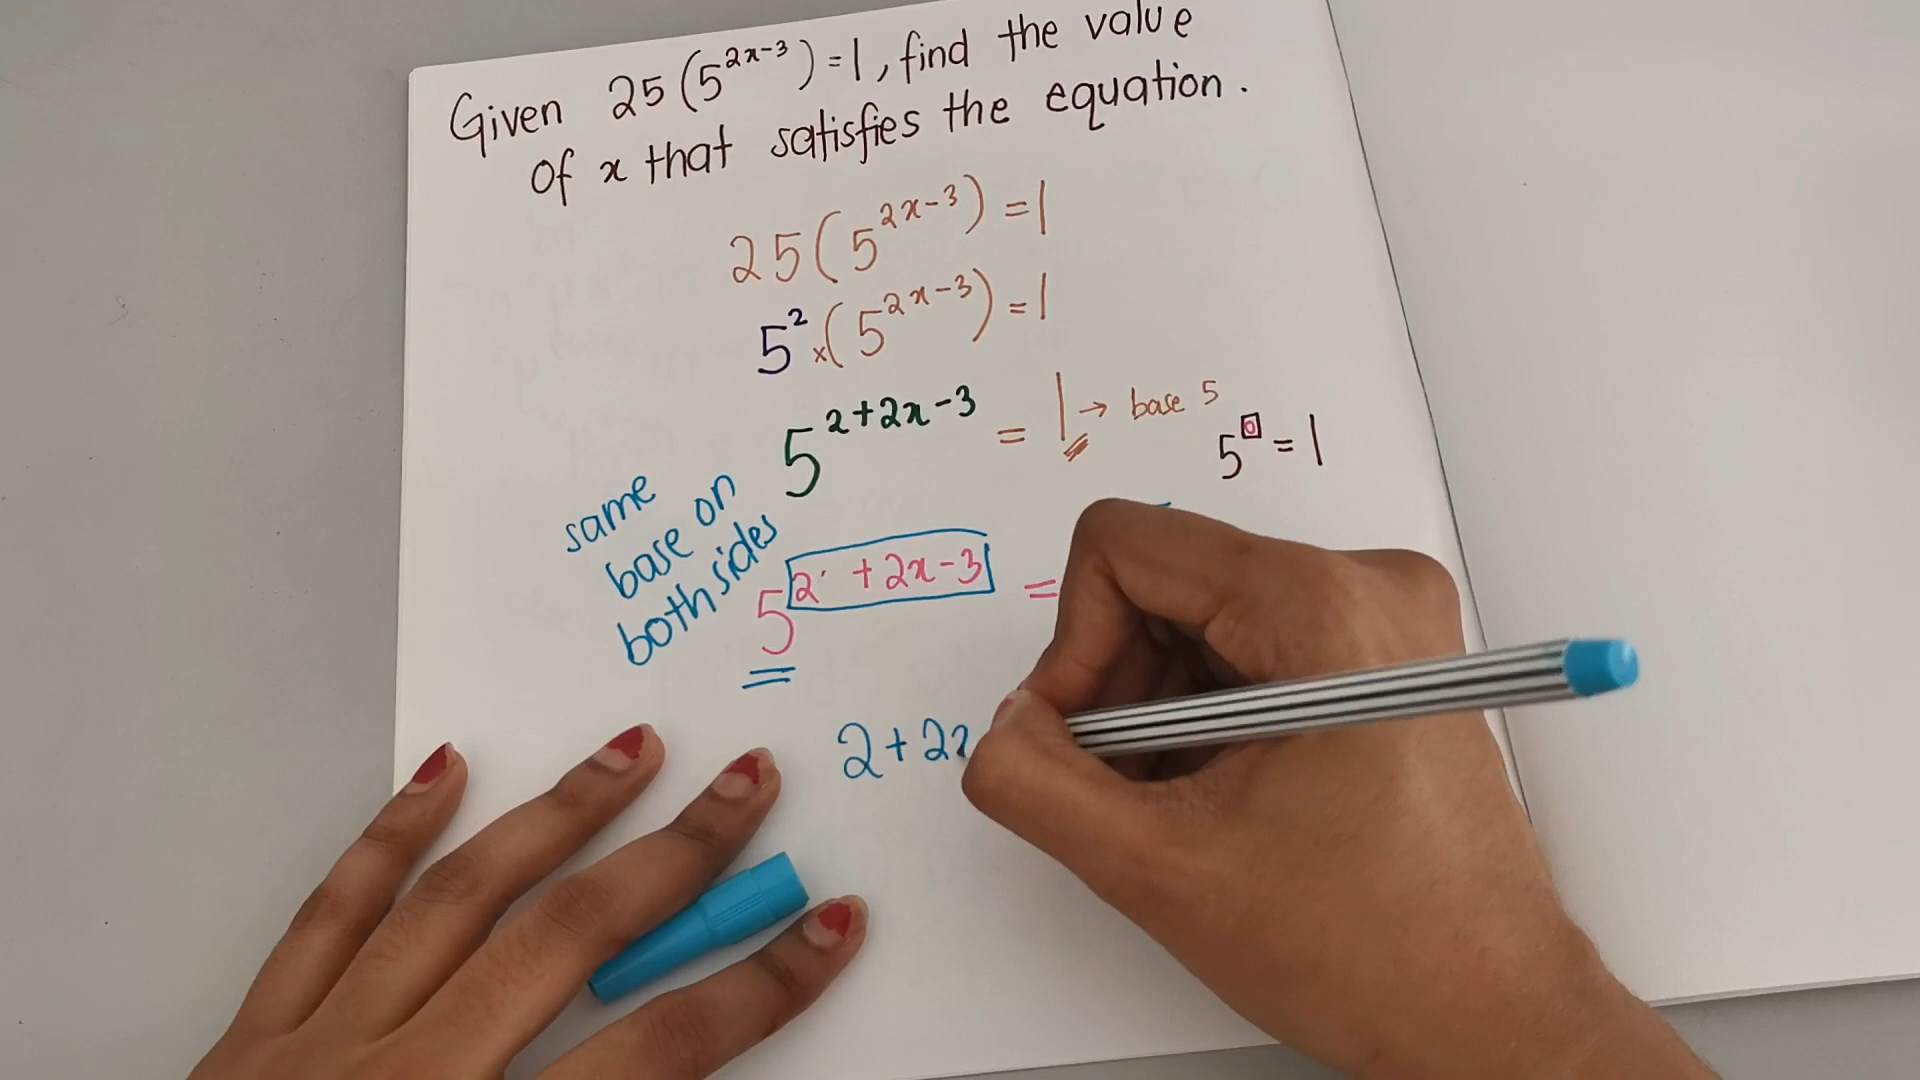 Given 25(5^{2x-3})=1, find the value
of x that satisfies the equation.
25(5^{2x-3})=1
5^2×(5^{2x-3})=1
5^{2+2x-3} = 1 → base 5
5^0 = 1
same
base on
both sides
5^{2+2x-3} =
2+2x